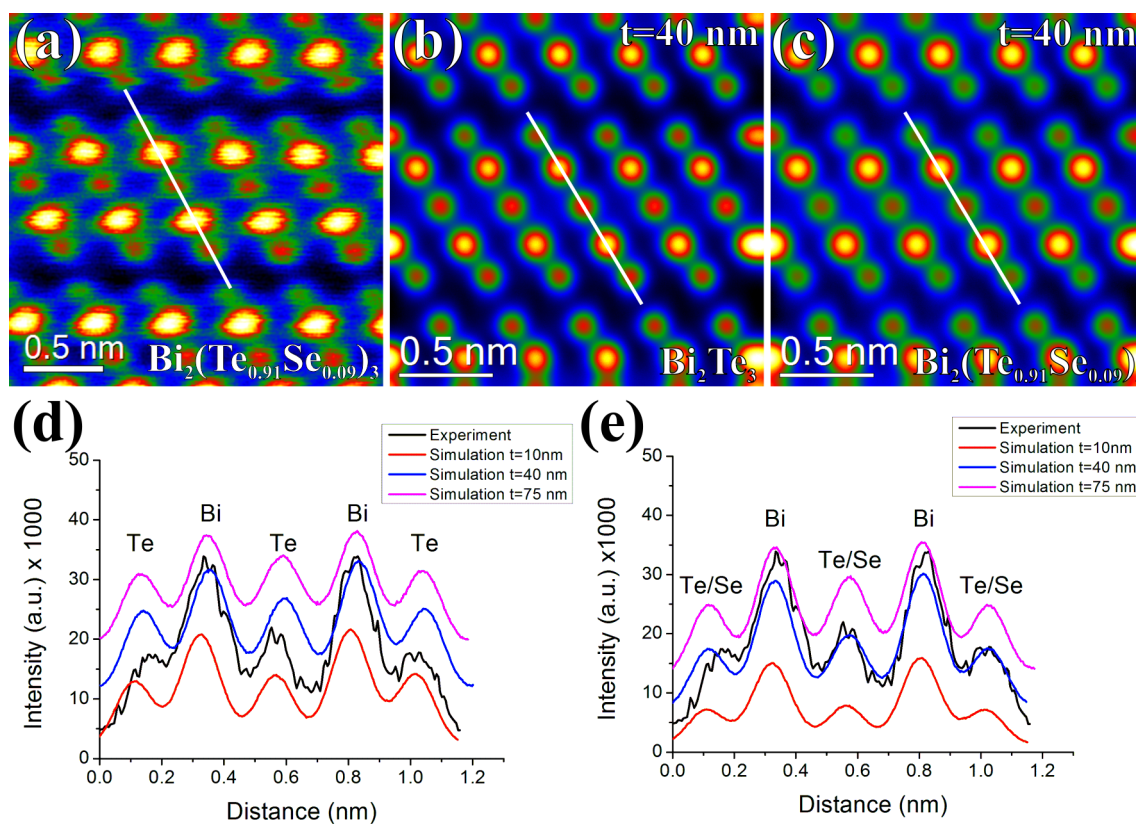 (a)
0.5 nm
Bi₂(Te₀.₉₁Se₀.₀₉)₃
(b)
t=40 nm
0.5 nm
Bi₂Te₃
(c)
t=40 nm
0.5 nm
Bi₂(Te₀.₉₁Se₀.₀₉)
(d)
Experiment
Simulation t=10nm
Simulation t=40 nm
Simulation t=75 nm
Intensity (a.u.) x 1000
50
40
30
20
10
0
Te
Bi
Te
Bi
Te
0.0 0.2 0.4 0.6 0.8 1.0 1.2
Distance (nm)
(e)
Experiment
Simulation t=10nm
Simulation t=40 nm
Simulation t=75 nm
Intensity (a.u.) x1000
50
40
30
20
10
0
Te/Se
Bi
Te/Se
Bi
Te/Se
0.0 0.2 0.4 0.6 0.8 1.0 1.2
Distance (nm)